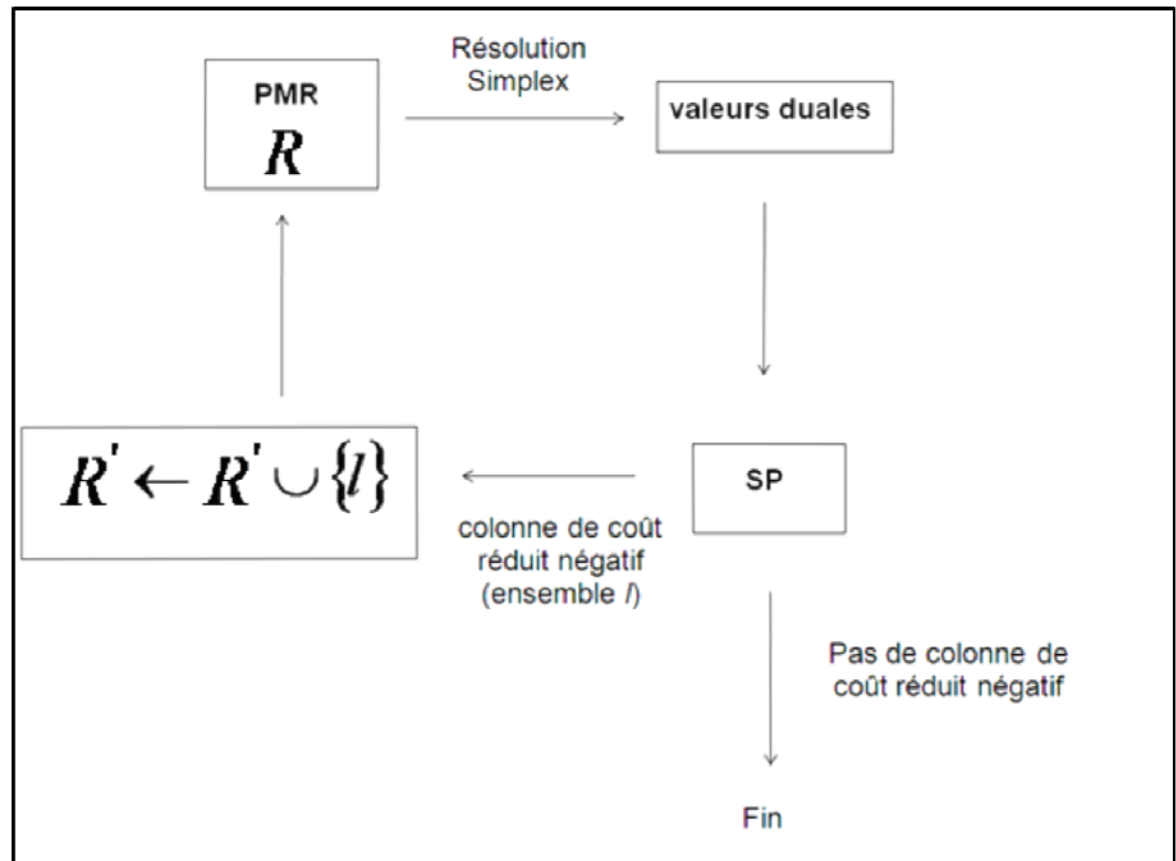 Résolution
Simplex
PMR
R
valeurs duales
R' ← R' ∪ {l}
SP
colonne de coût
réduit négatif
(ensemble l)
Pas de colonne de
coût réduit négatif
Fin